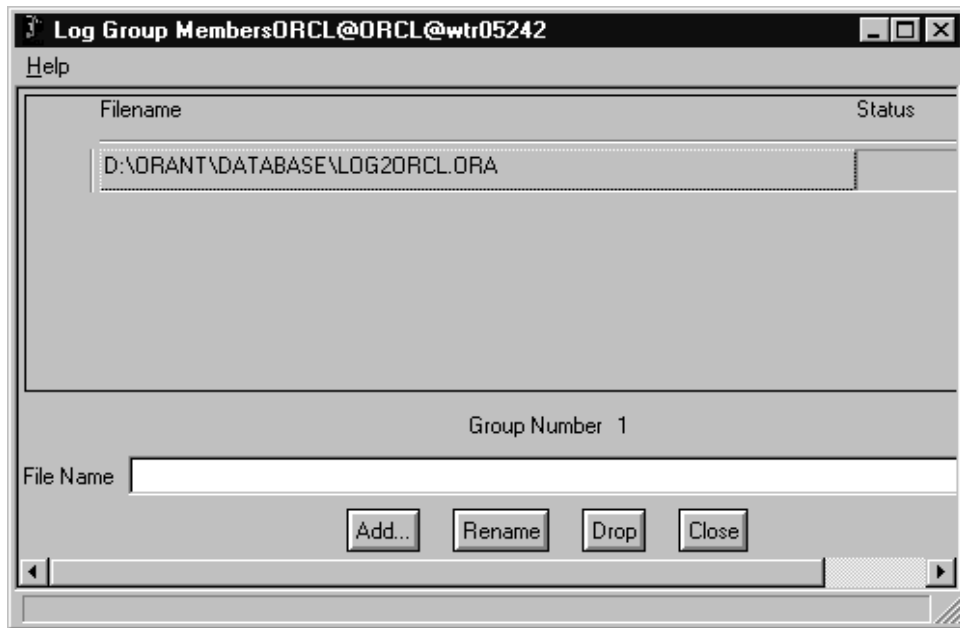 Log Group MembersORCL@ORCL@wtr05242
Help
Filename Status
D:\ORANT\DATABASE\LOG2ORCL.ORA
Group Number 1
File Name
Add... Rename Drop Close